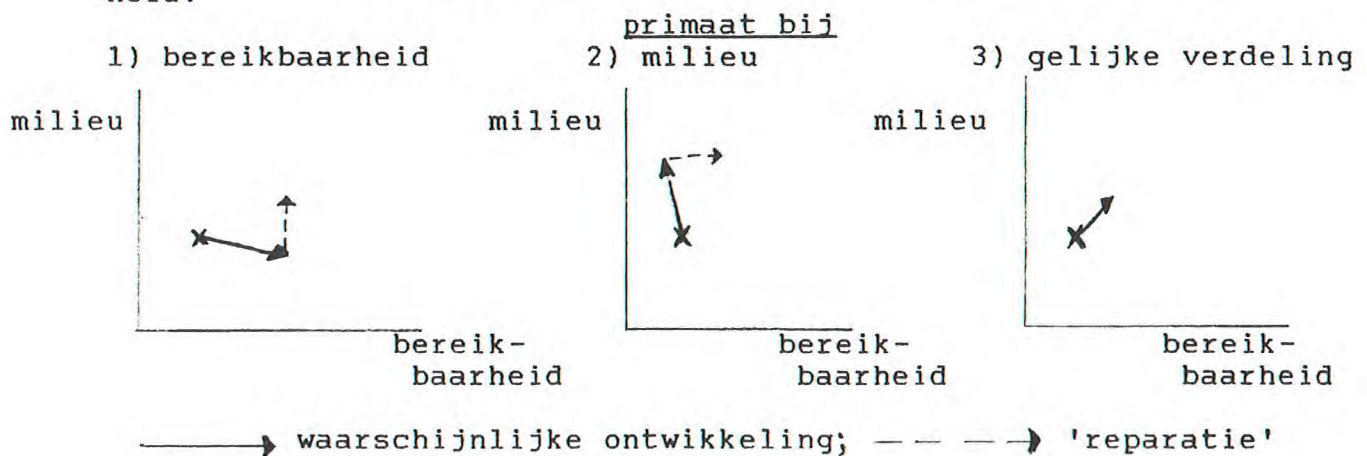 primaat bij
1) bereikbaarheid 2) milieu 3) gelijke verdeling
milieu milieu milieu
bereik- bereik- bereik-
baarheid baarheid baarheid
waarschijnlijke ontwikkeling; 'reparatie'